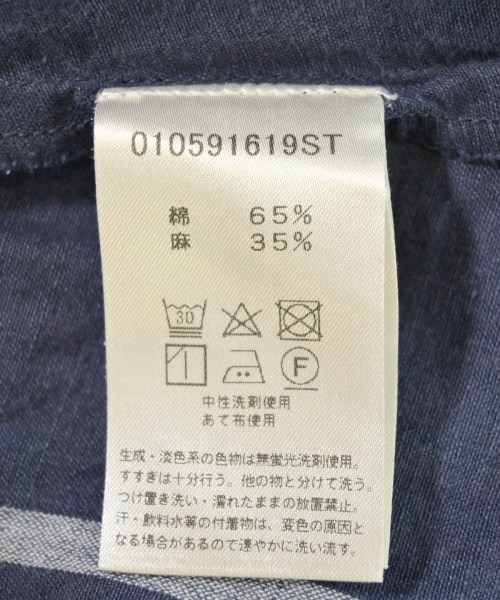 010591619ST
綿 65%
麻 35%
30
F
中性洗剤使用
あて布使用
生成・淡色系の色物は無蛍光洗剤使用。
すすぎは十分行う。他の物と分けて洗う。
つけ置き洗い・濡れたままの放置禁止。
汗・飲料水等の付着物は、変色の原因と
なる場合があるので速やかに洗い流す。